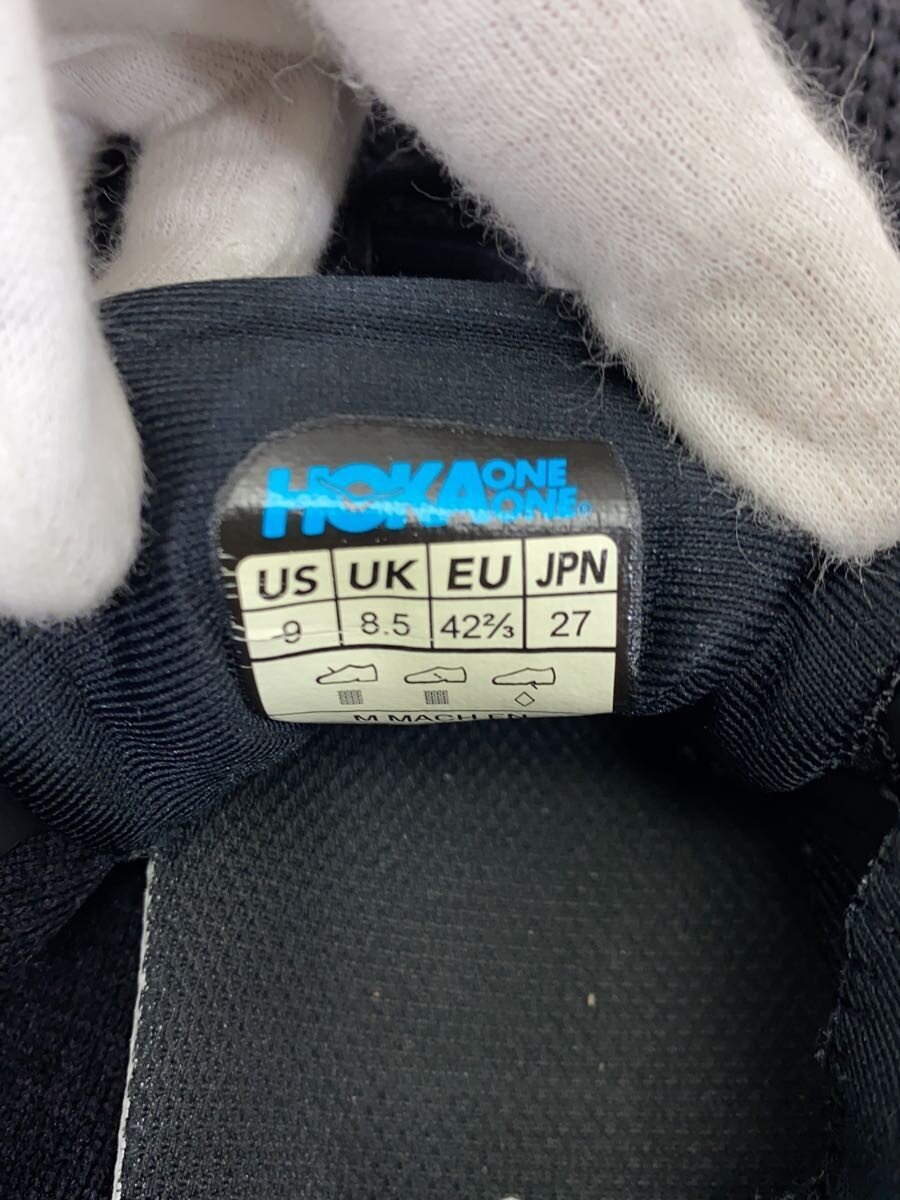 HOKA ONE
ONE®
US UK EU JPN
9 8.5 42⅔ 27
M MACH EN